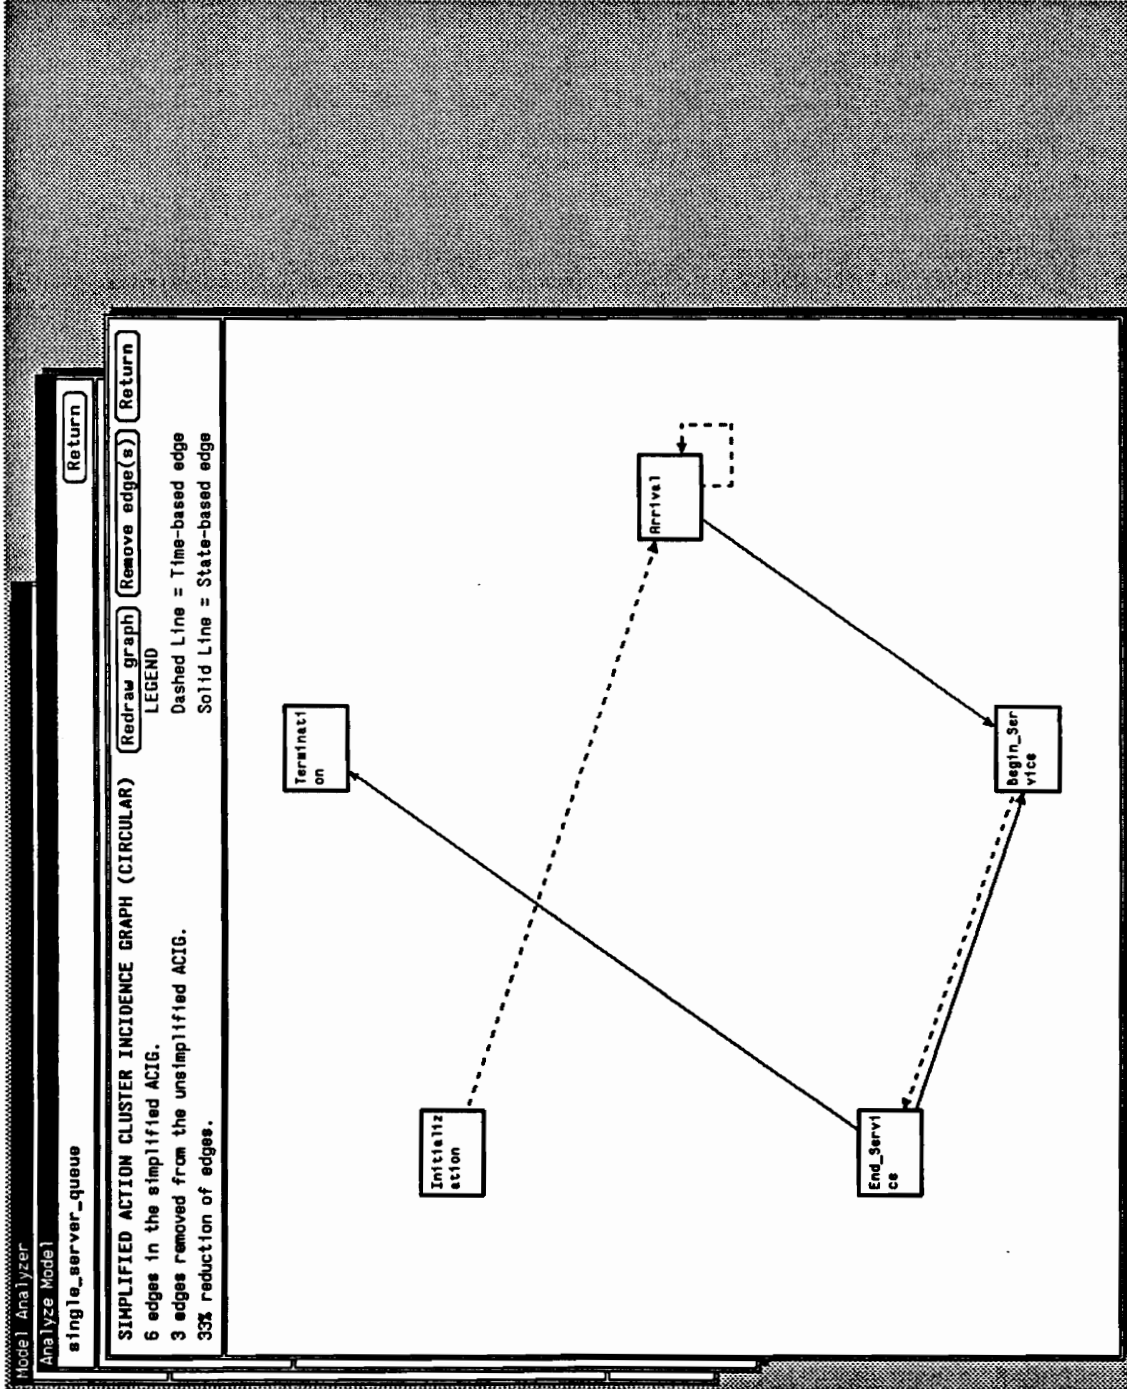 Model Analyzer
Analyze Model
single_server_queue
Return
SIMPLIFIED ACTION CLUSTER INCIDENCE GRAPH (CIRCULAR)
Redraw graph
Remove edge(s)
Return
6 edges in the simplified ACIG.
LEGEND
3 edges removed from the unsimplified ACIG.
Dashed Line = Time-based edge
33% reduction of edges.
Solid Line = State-based edge
Terminati
on
Initializ
ation
Arrival
End_Servi
ce
Begin_Ser
vice